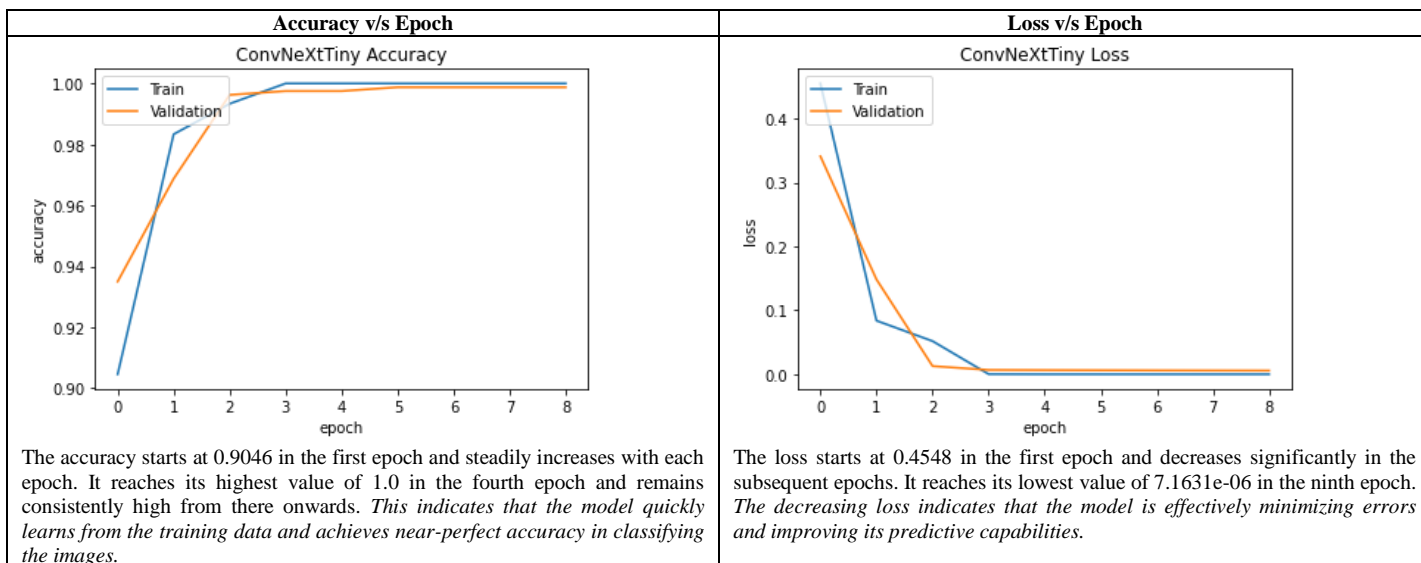 Accuracy v/s Epoch
ConvNeXtTiny Accuracy
Train
Validation
1.00
0.98
0.96
0.94
0.92
0.90
accuracy
0 1 2 3 4 5 6 7 8
epoch
The accuracy starts at 0.9046 in the first epoch and steadily increases with each
epoch. It reaches its highest value of 1.0 in the fourth epoch and remains
consistently high from there onwards. This indicates that the model quickly
learns from the training data and achieves near-perfect accuracy in classifying
the images.
Loss v/s Epoch
ConvNeXtTiny Loss
Train
Validation
0.4
0.3
0.2
0.1
0.0
loss
0 1 2 3 4 5 6 7 8
epoch
The loss starts at 0.4548 in the first epoch and decreases significantly in the
subsequent epochs. It reaches its lowest value of 7.1631e-06 in the ninth epoch.
The decreasing loss indicates that the model is effectively minimizing errors
and improving its predictive capabilities.